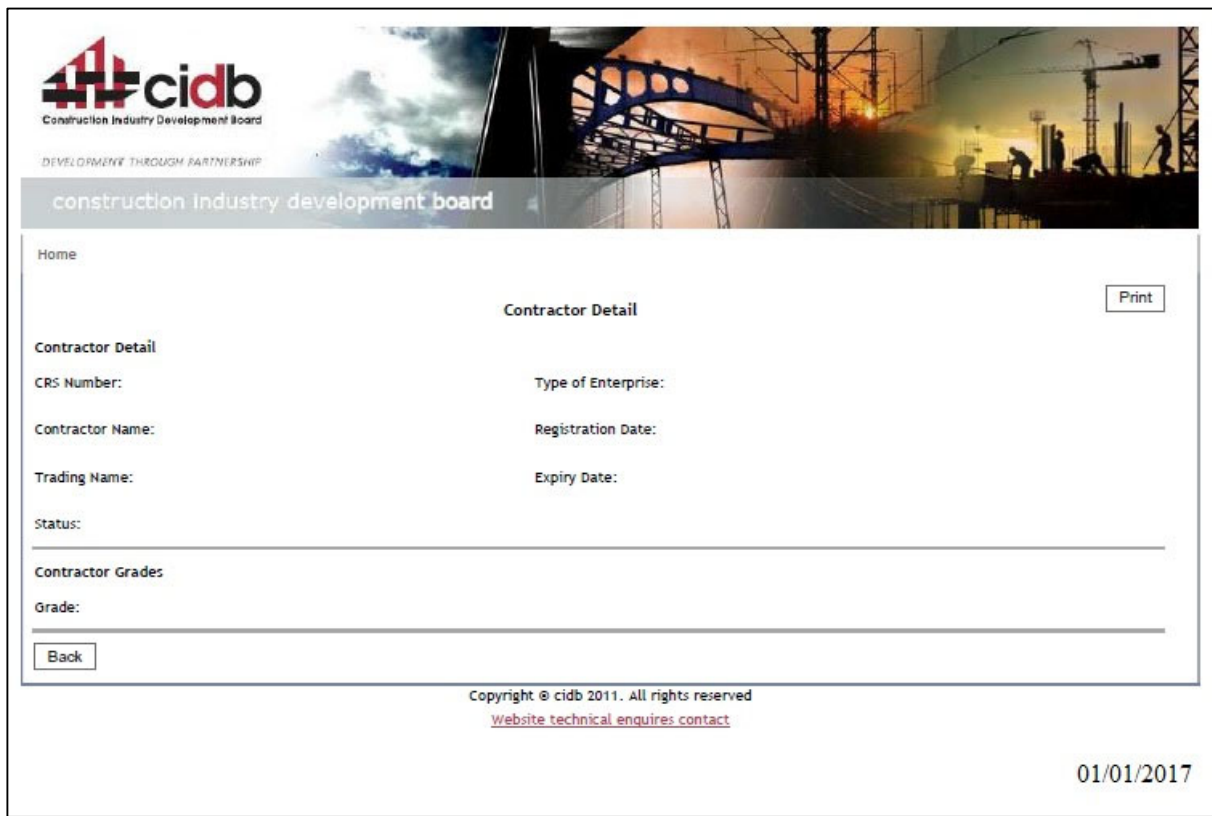 cidb
Construction Industry Development Board
DEVELOPMENT THROUGH PARTNERSHIP
construction industry development board
Home
Print
Contractor Detail
Contractor Detail
CRS Number:
Type of Enterprise:
Contractor Name:
Registration Date:
Trading Name:
Expiry Date:
Status:
Contractor Grades
Grade:
Back
Copyright © cidb 2011. All rights reserved
Website technical enquires contact
01/01/2017